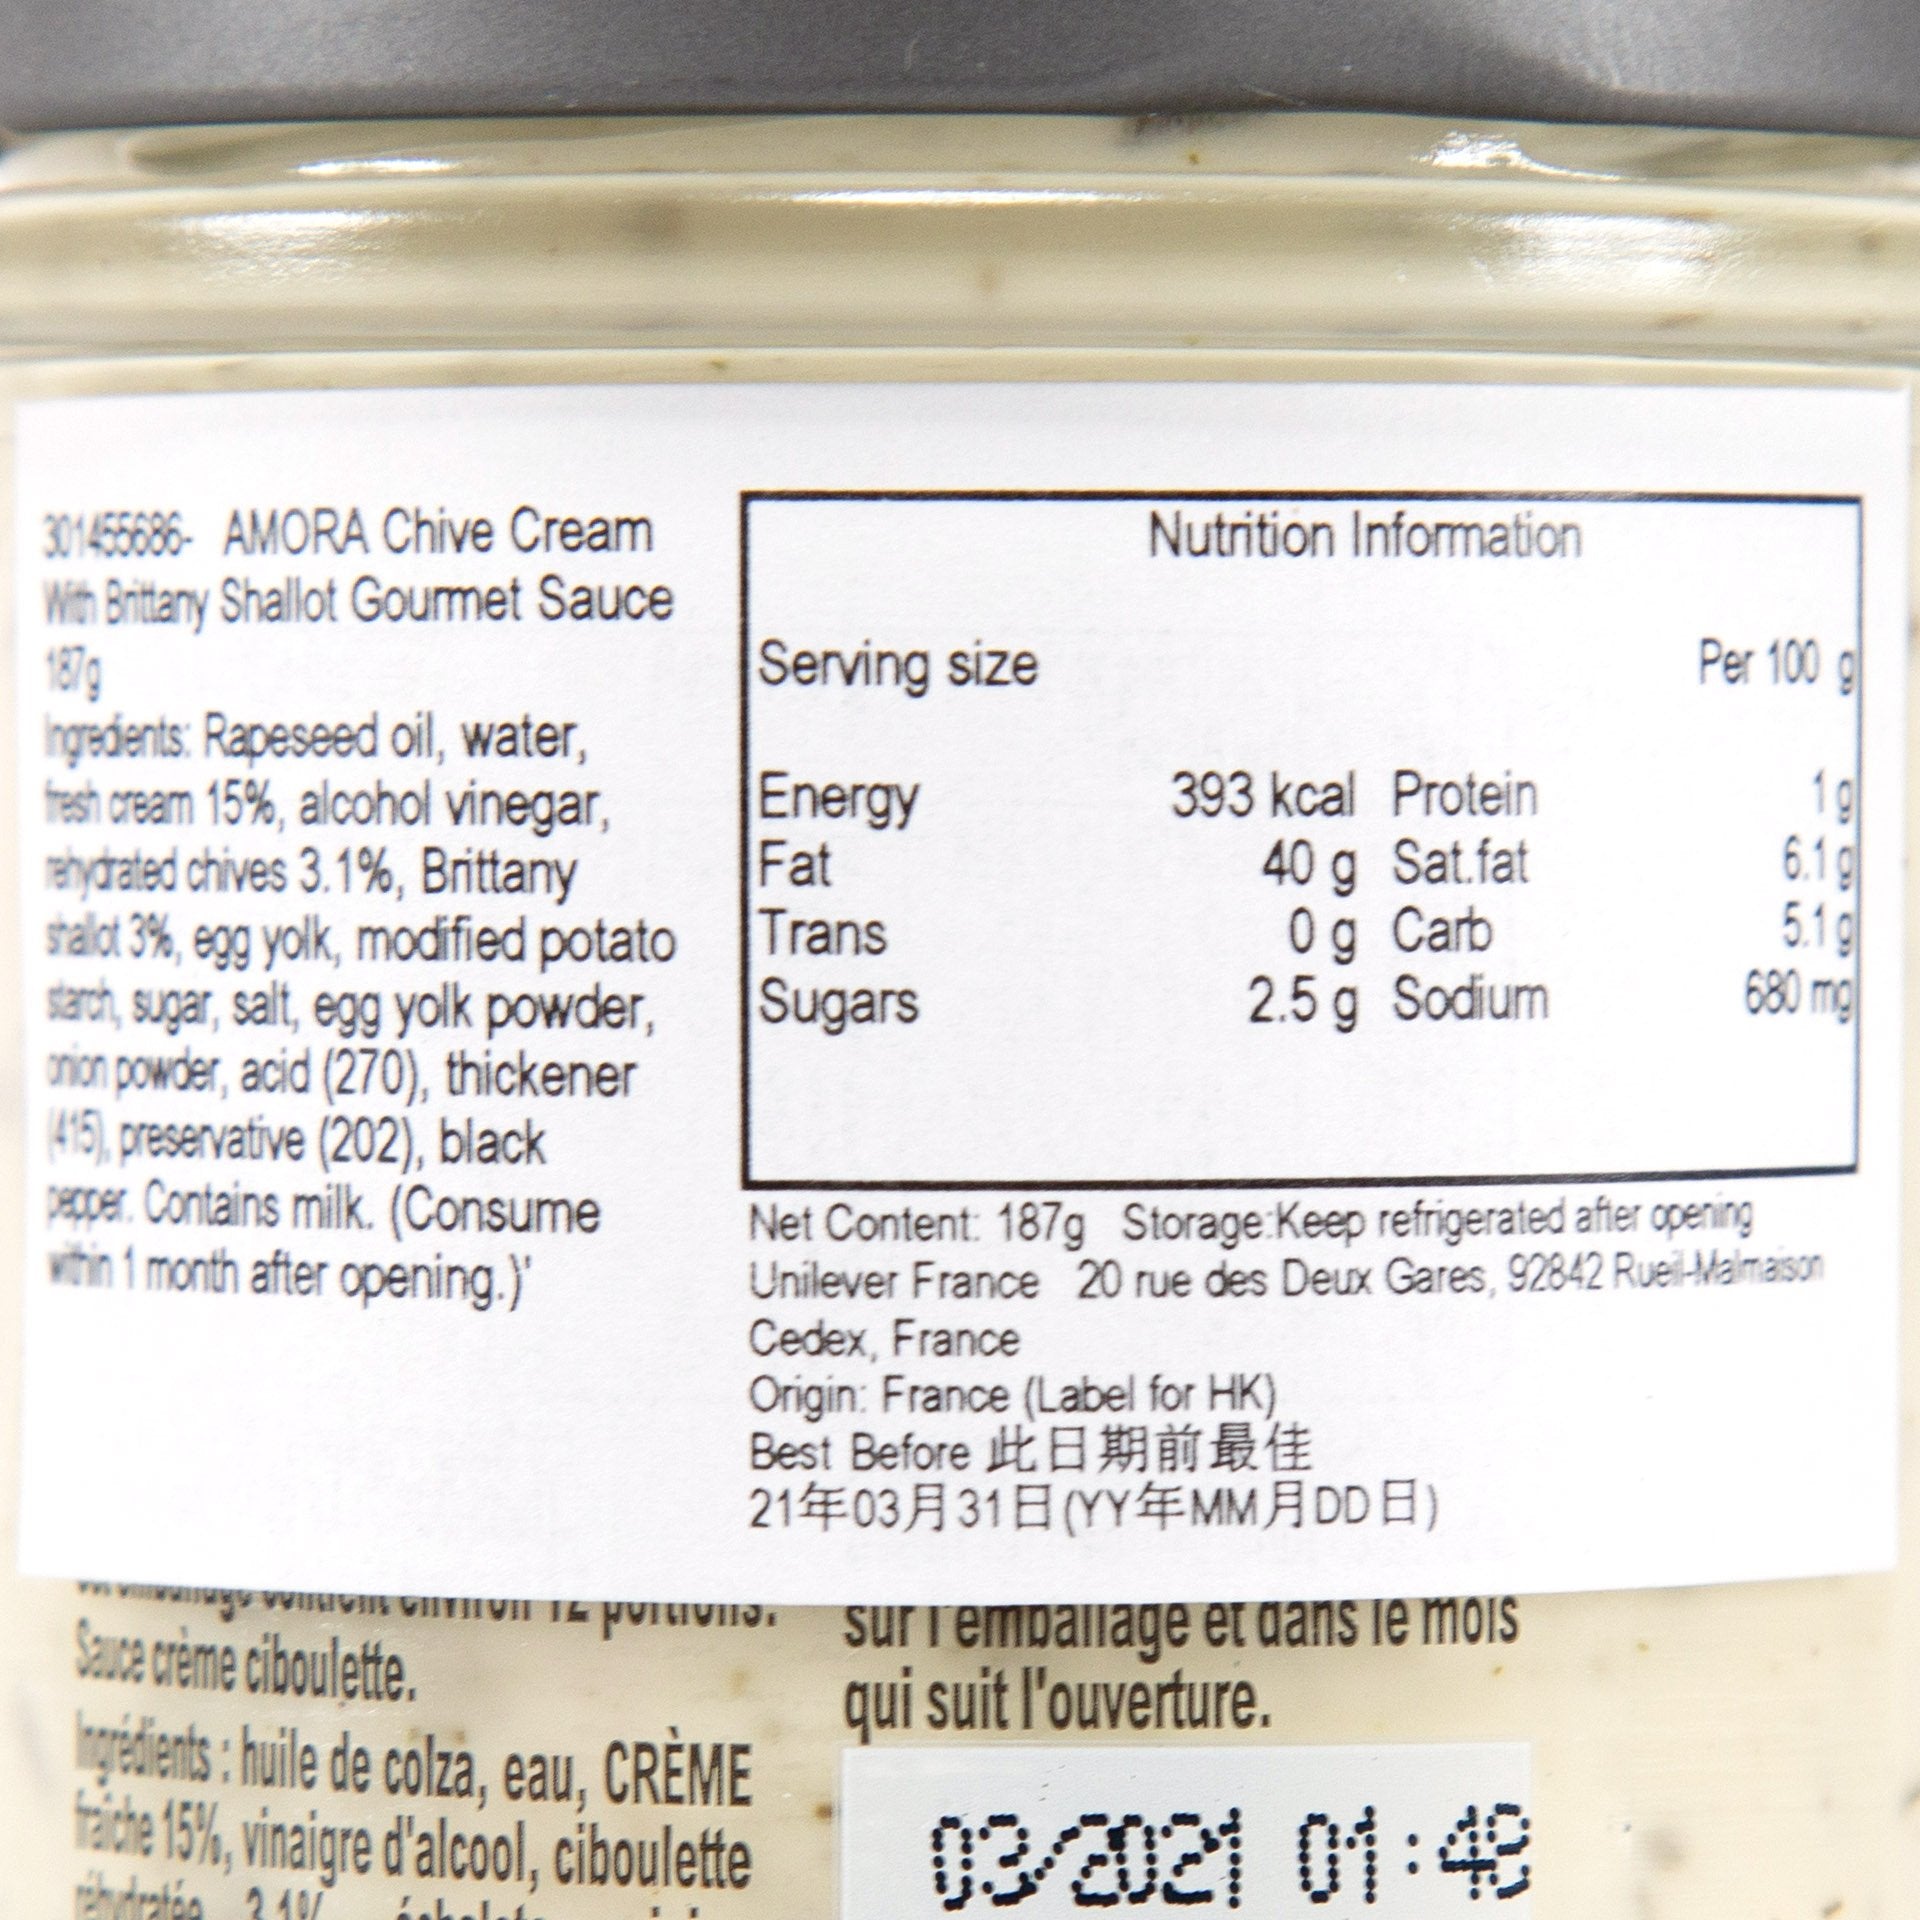 301455686- AMORA Chive Cream
With Brittany Shallot Gourmet Sauce
187g
Ingredients: Rapeseed oil, water,
fresh cream 15%, alcohol vinegar,
rehydrated chives 3.1%, Brittany
shallot 3%, egg yolk, modified potato
starch, sugar, salt, egg yolk powder,
onion powder, acid (270), thickener
(415), preservative (202), black
pepper. Contains milk. (Consume
within 1 month after opening.)'
Nutrition Information
Serving size Per 100 g
Energy 393 kcal Protein 1 g
Fat 40 g Sat.fat 6.1 g
Trans 0 g Carb 5.1 g
Sugars 2.5 g Sodium 680 mg
Net Content: 187g Storage:Keep refrigerated after opening
Unilever France 20 rue des Deux Gares, 92842 Rueil-Malmaison
Cedex, France
Origin: France (Label for HK)
Best Before 此日期前最佳
21年03月31日(YY年MM月DD日)
contient environ 12 portions.
Sauce crème ciboulette.
Ingrédients : huile de colza, eau, CRÈME
fraîche 15%, vinaigre d'alcool, ciboulette
réhydratée 3,1%
sur l'emballage et dans le mois
qui suit l'ouverture.
03/2021 01:48